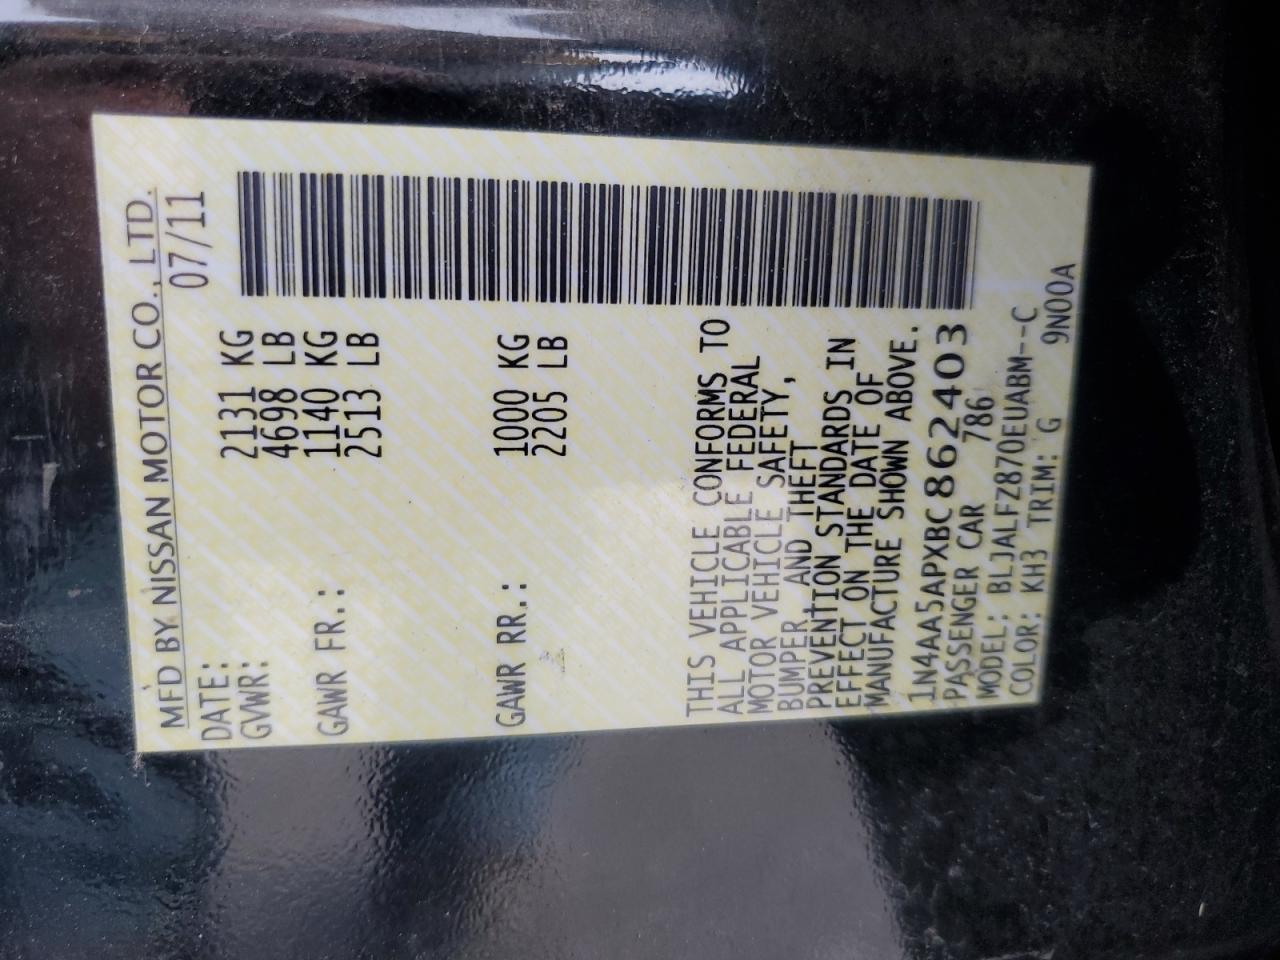 MFD BY NISSAN MOTOR CO., LTD.
DATE: 07/11
GVWR: 2131 KG
4698 LB
GAWR FR.: 1140 KG
2513 LB
GAWR RR.: 1000 KG
2205 LB
THIS VEHICLE CONFORMS TO
ALL APPLICABLE FEDERAL
MOTOR VEHICLE SAFETY,
BUMPER AND THEFT
PREVENTION STANDARDS IN
EFFECT ON THE DATE OF
MANUFACTURE SHOWN ABOVE.
1N4AA5APXBC862403
PASSENGER CAR 786
MODEL: BLJALFZ870EUABM--C
COLOR: KH3 TRIM: G 9N00A